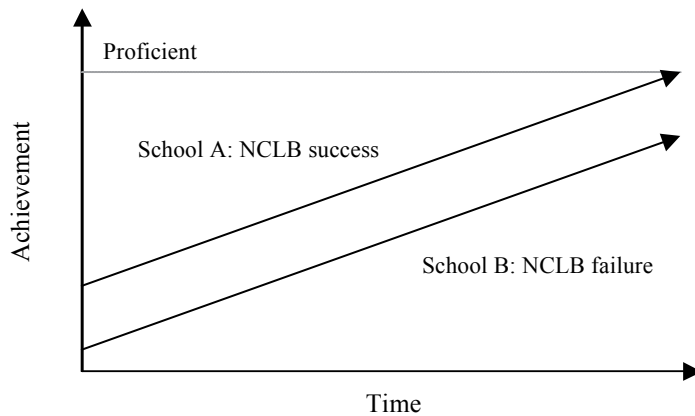 Proficient
School A: NCLB success
Achievement
School B: NCLB failure
Time